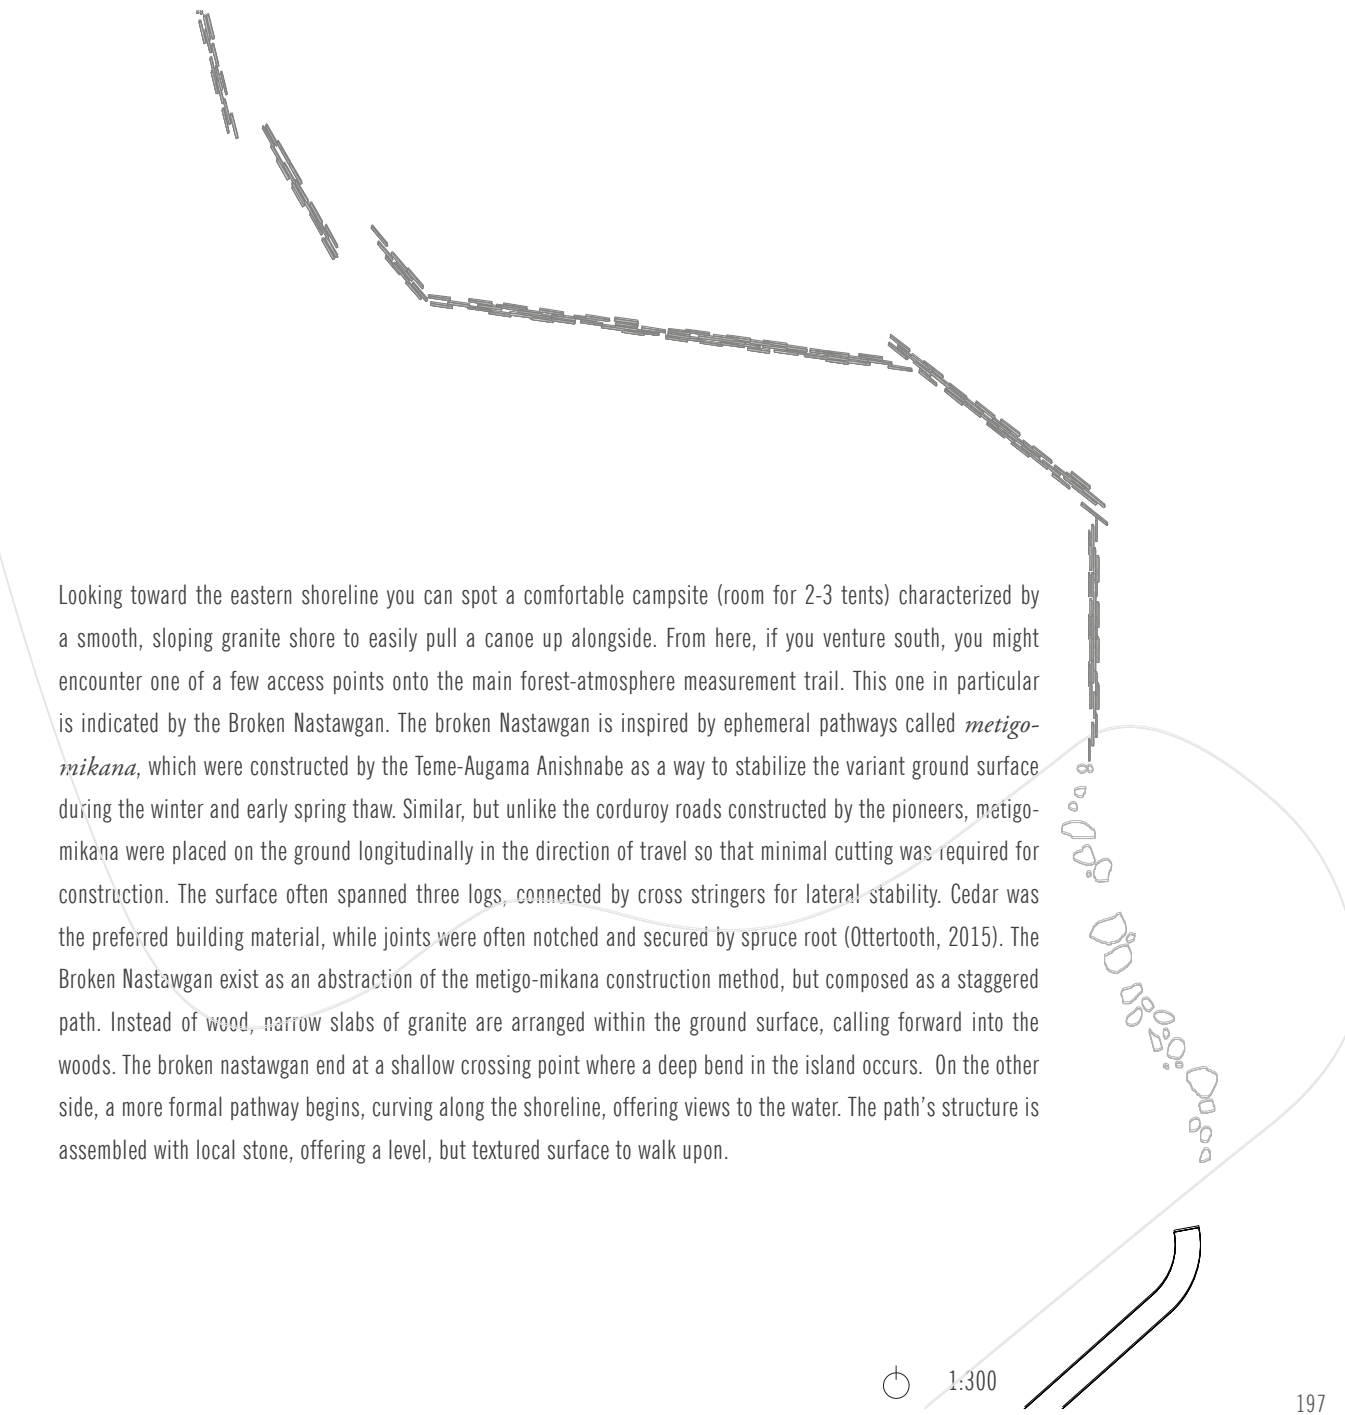 Looking toward the eastern shoreline you can spot a comfortable campsite (room for 2-3 tents) characterized by
a smooth, sloping granite shore to easily pull a canoe up alongside. From here, if you venture south, you might
encounter one of a few access points onto the main forest-atmosphere measurement trail. This one in particular
is indicated by the Broken Nastawgan. The broken Nastawgan is inspired by ephemeral pathways called metigo-
mikana, which were constructed by the Teme-Augama Anishnabe as a way to stabilize the variant ground surface
during the winter and early spring thaw. Similar, but unlike the corduroy roads constructed by the pioneers, metigo-
mikana were placed on the ground longitudinally in the direction of travel so that minimal cutting was required for
construction. The surface often spanned three logs, connected by cross stringers for lateral stability. Cedar was
the preferred building material, while joints were often notched and secured by spruce root (Ottertooth, 2015). The
Broken Nastawgan exist as an abstraction of the metigo-mikana construction method, but composed as a staggered
path. Instead of wood, narrow slabs of granite are arranged within the ground surface, calling forward into the
woods. The broken nastawgan end at a shallow crossing point where a deep bend in the island occurs.  On the other
side, a more formal pathway begins, curving along the shoreline, offering views to the water. The path's structure is
assembled with local stone, offering a level, but textured surface to walk upon.
1:300
197